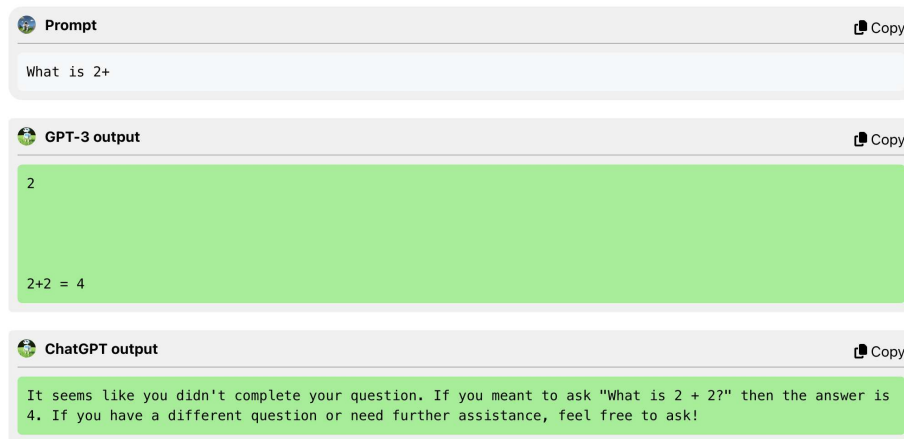 Prompt
Copy
What is 2+
GPT-3 output
Copy
2
2+2 = 4
ChatGPT output
Copy
It seems like you didn't complete your question. If you meant to ask "What is 2 + 2?" then the answer is
4. If you have a different question or need further assistance, feel free to ask!